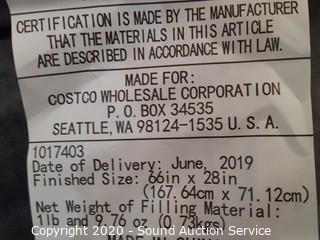 CERTIFICATION IS MADE BY THE MANUFACTURER
THAT THE MATERIALS IN THIS ARTICLE
ARE DESCRIBED IN ACCORDANCE WITH LAW.
MADE FOR:
COSTCO WHOLESALE CORPORATION
P. O. BOX 34535
SEATTLE, WA 98124-1535 U. S. A.
1017403
Date of Delivery: June, 2019
Finished Size: 66in x 28in
(167.64cm x 71.12cm)
Net Weight of Filling Material:
1lb and 9.76 oz (0.73kgs)
MADE IN
Copyright © 2020 - Sound Auction Service